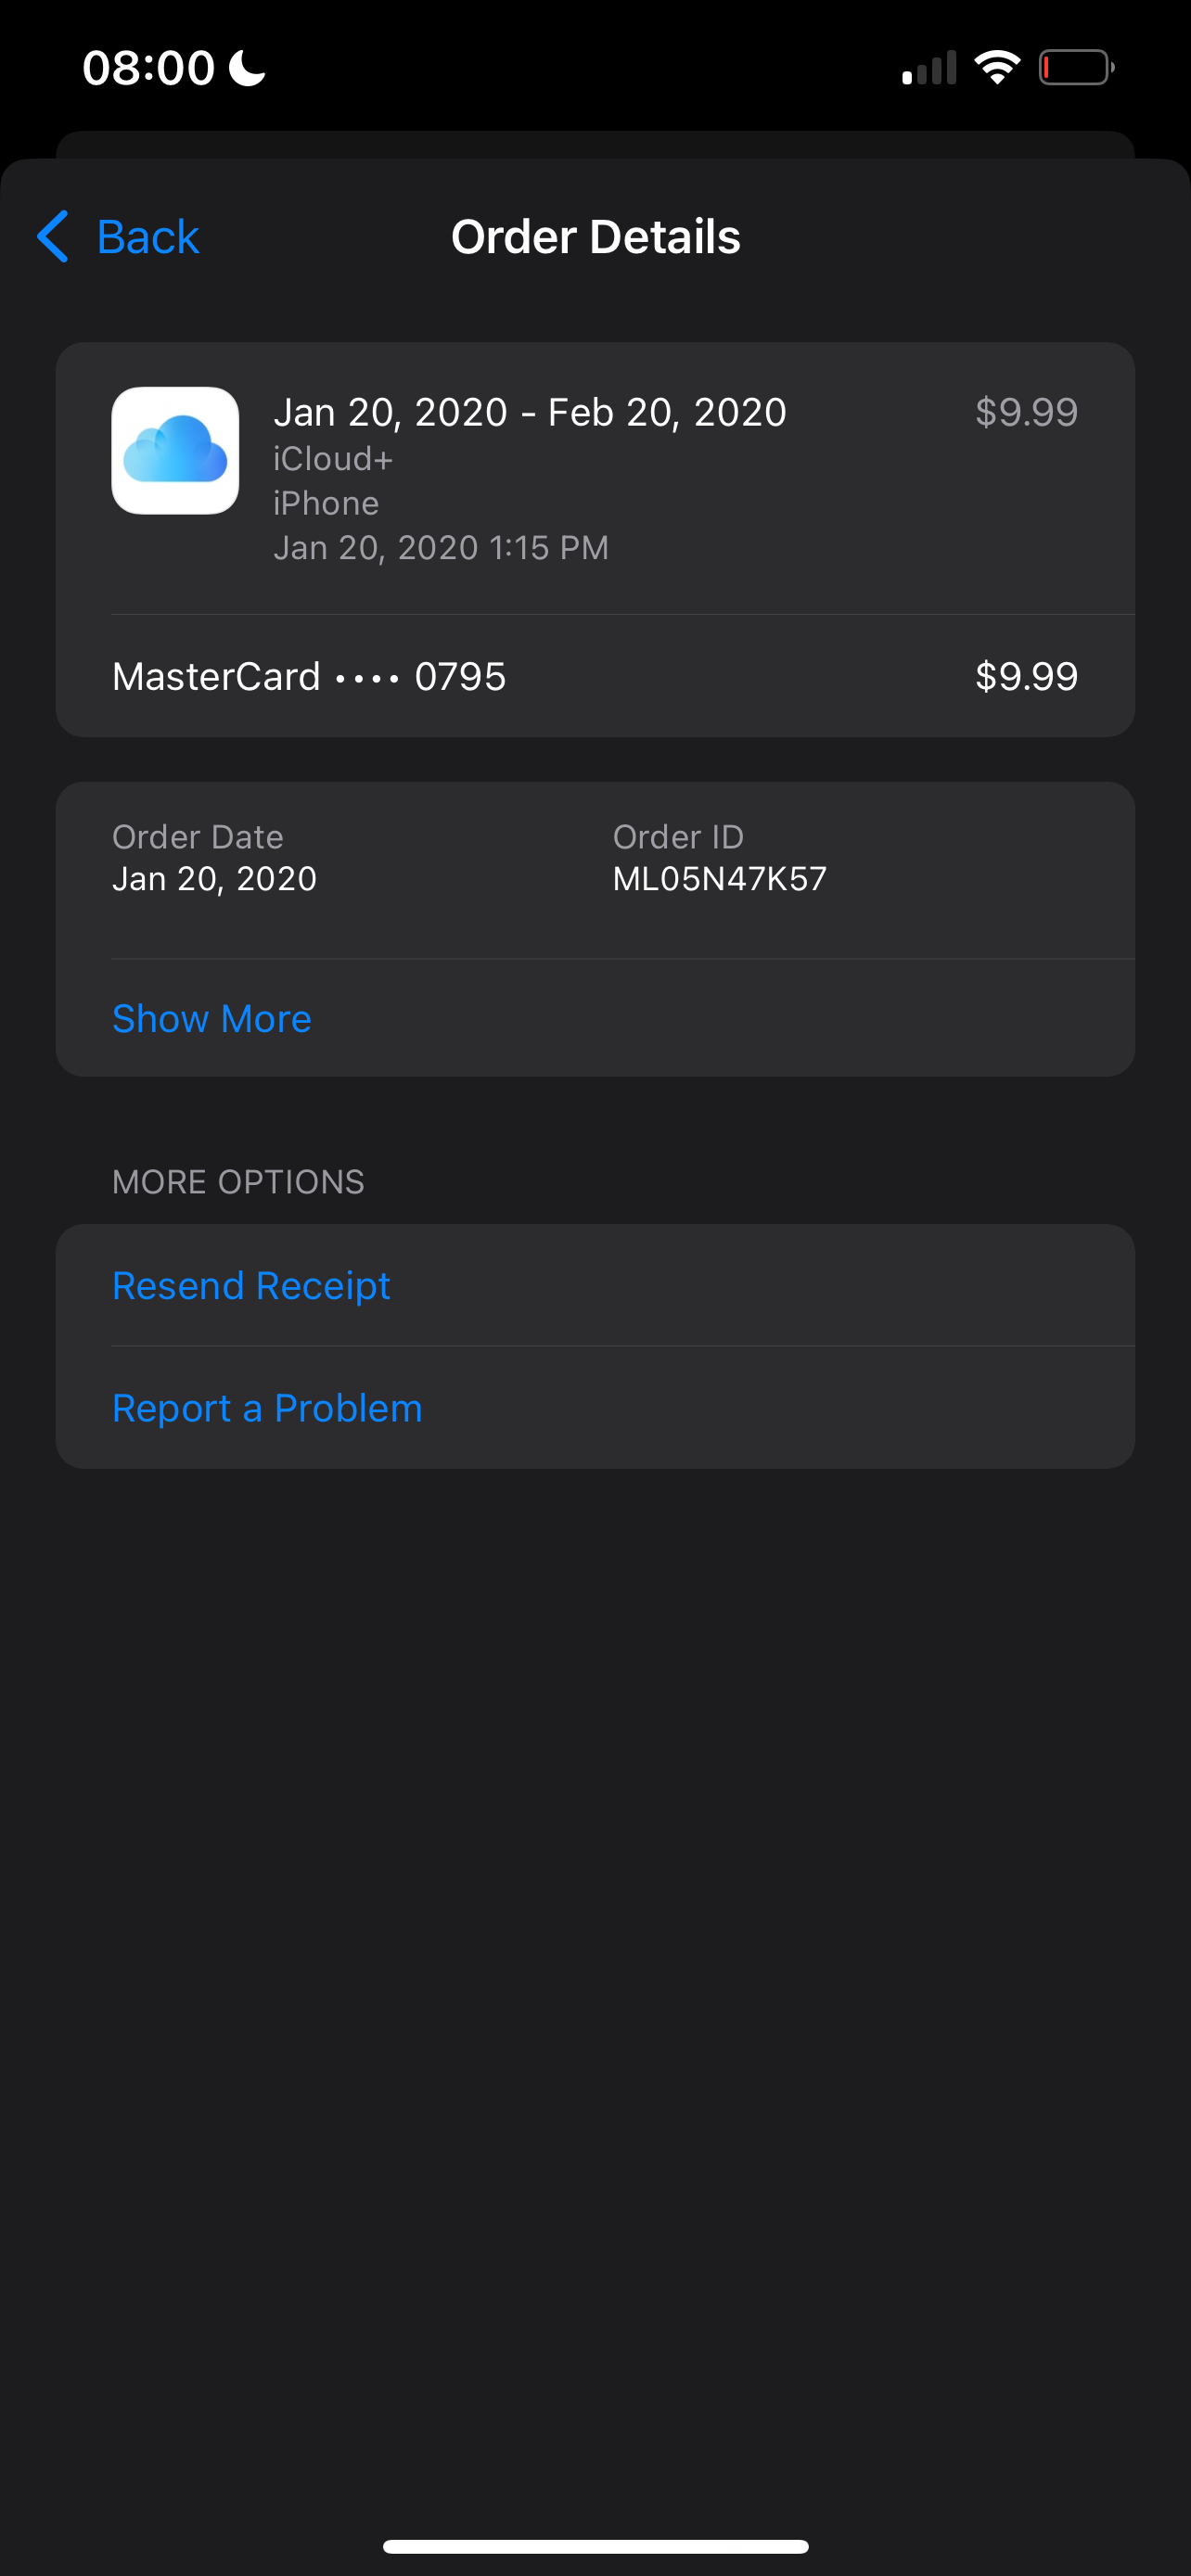 08:00
Back
Order Details
Jan 20, 2020 - Feb 20, 2020 $9.99
iCloud+
iPhone
Jan 20, 2020 1:15 PM
MasterCard •••• 0795 $9.99
Order Date Order ID
Jan 20, 2020 ML05N47K57
Show More
MORE OPTIONS
Resend Receipt
Report a Problem